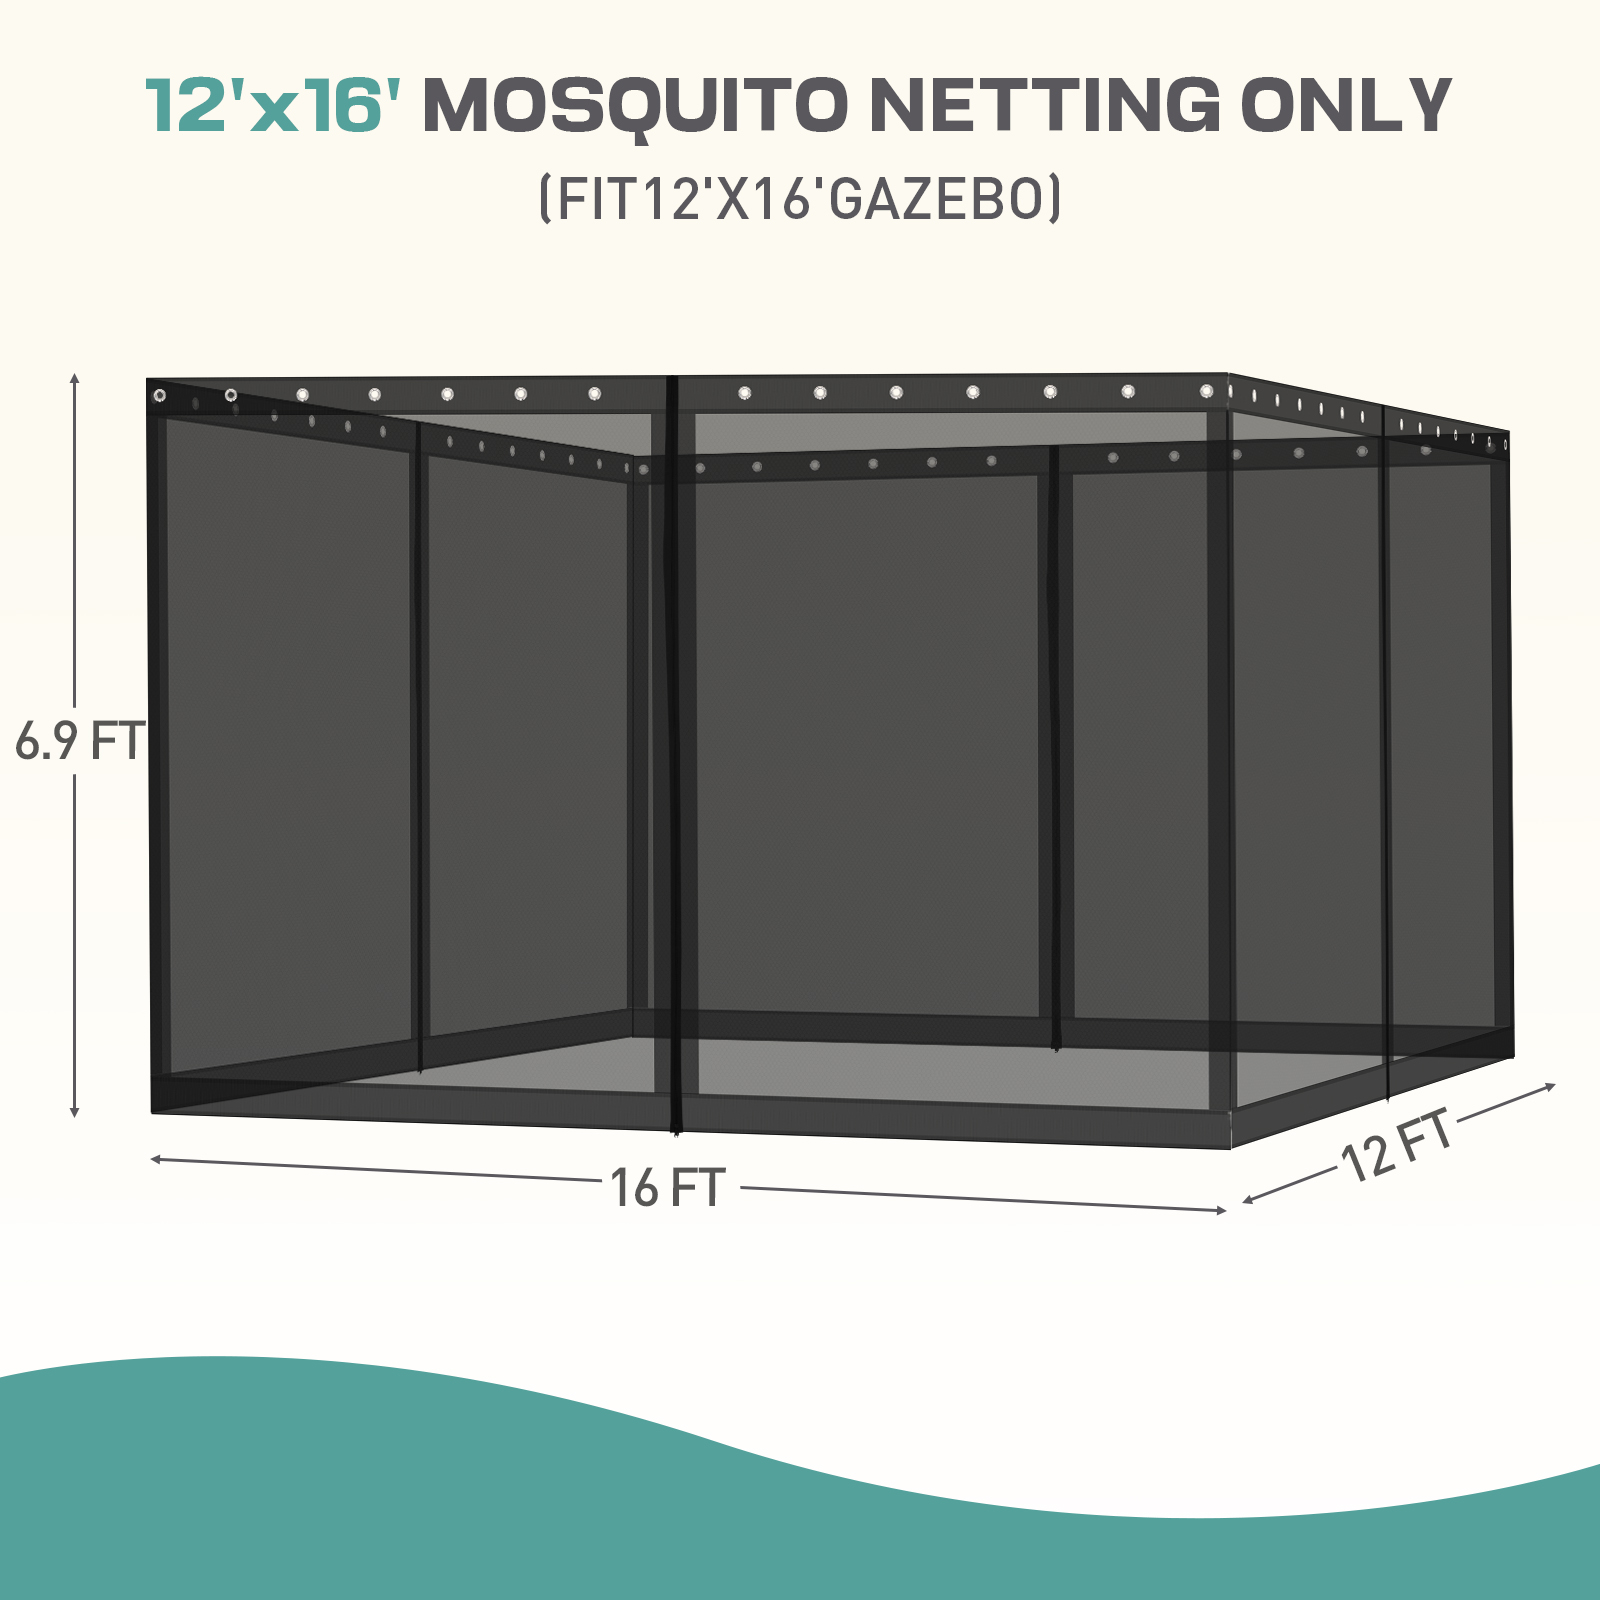 12'x16' MOSQUITO NETTING ONLY
(FIT12'X16'GAZEBO)
6.9 FT
16 FT
12 FT